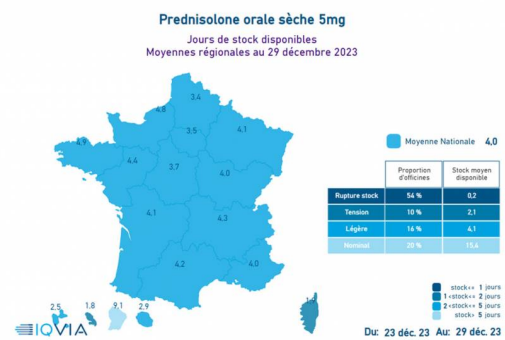 Prednisolone orale sèche 5mg
Jours de stock disponibles
Moyennes régionales au 29 décembre 2023
3.4
4.8
3.5
4.1
4.9
4.4
3.7
4.0
4.1
4.3
4.2
4.0
2.5
1.8
9.1
2.9
Moyenne Nationale 4,0
Proportion d'officines Stock moyen disponible
Rupture stock 54 % 0,2
Tension 10 % 2,1
Légère 16 % 4,1
Nominal 20 % 15,4
stock<= 1 jours
1 <stock<= 2 jours
2 <stock<= 5 jours
stock> 5 jours
IQVIA
Du: 23 déc. 23 Au: 29 déc. 23